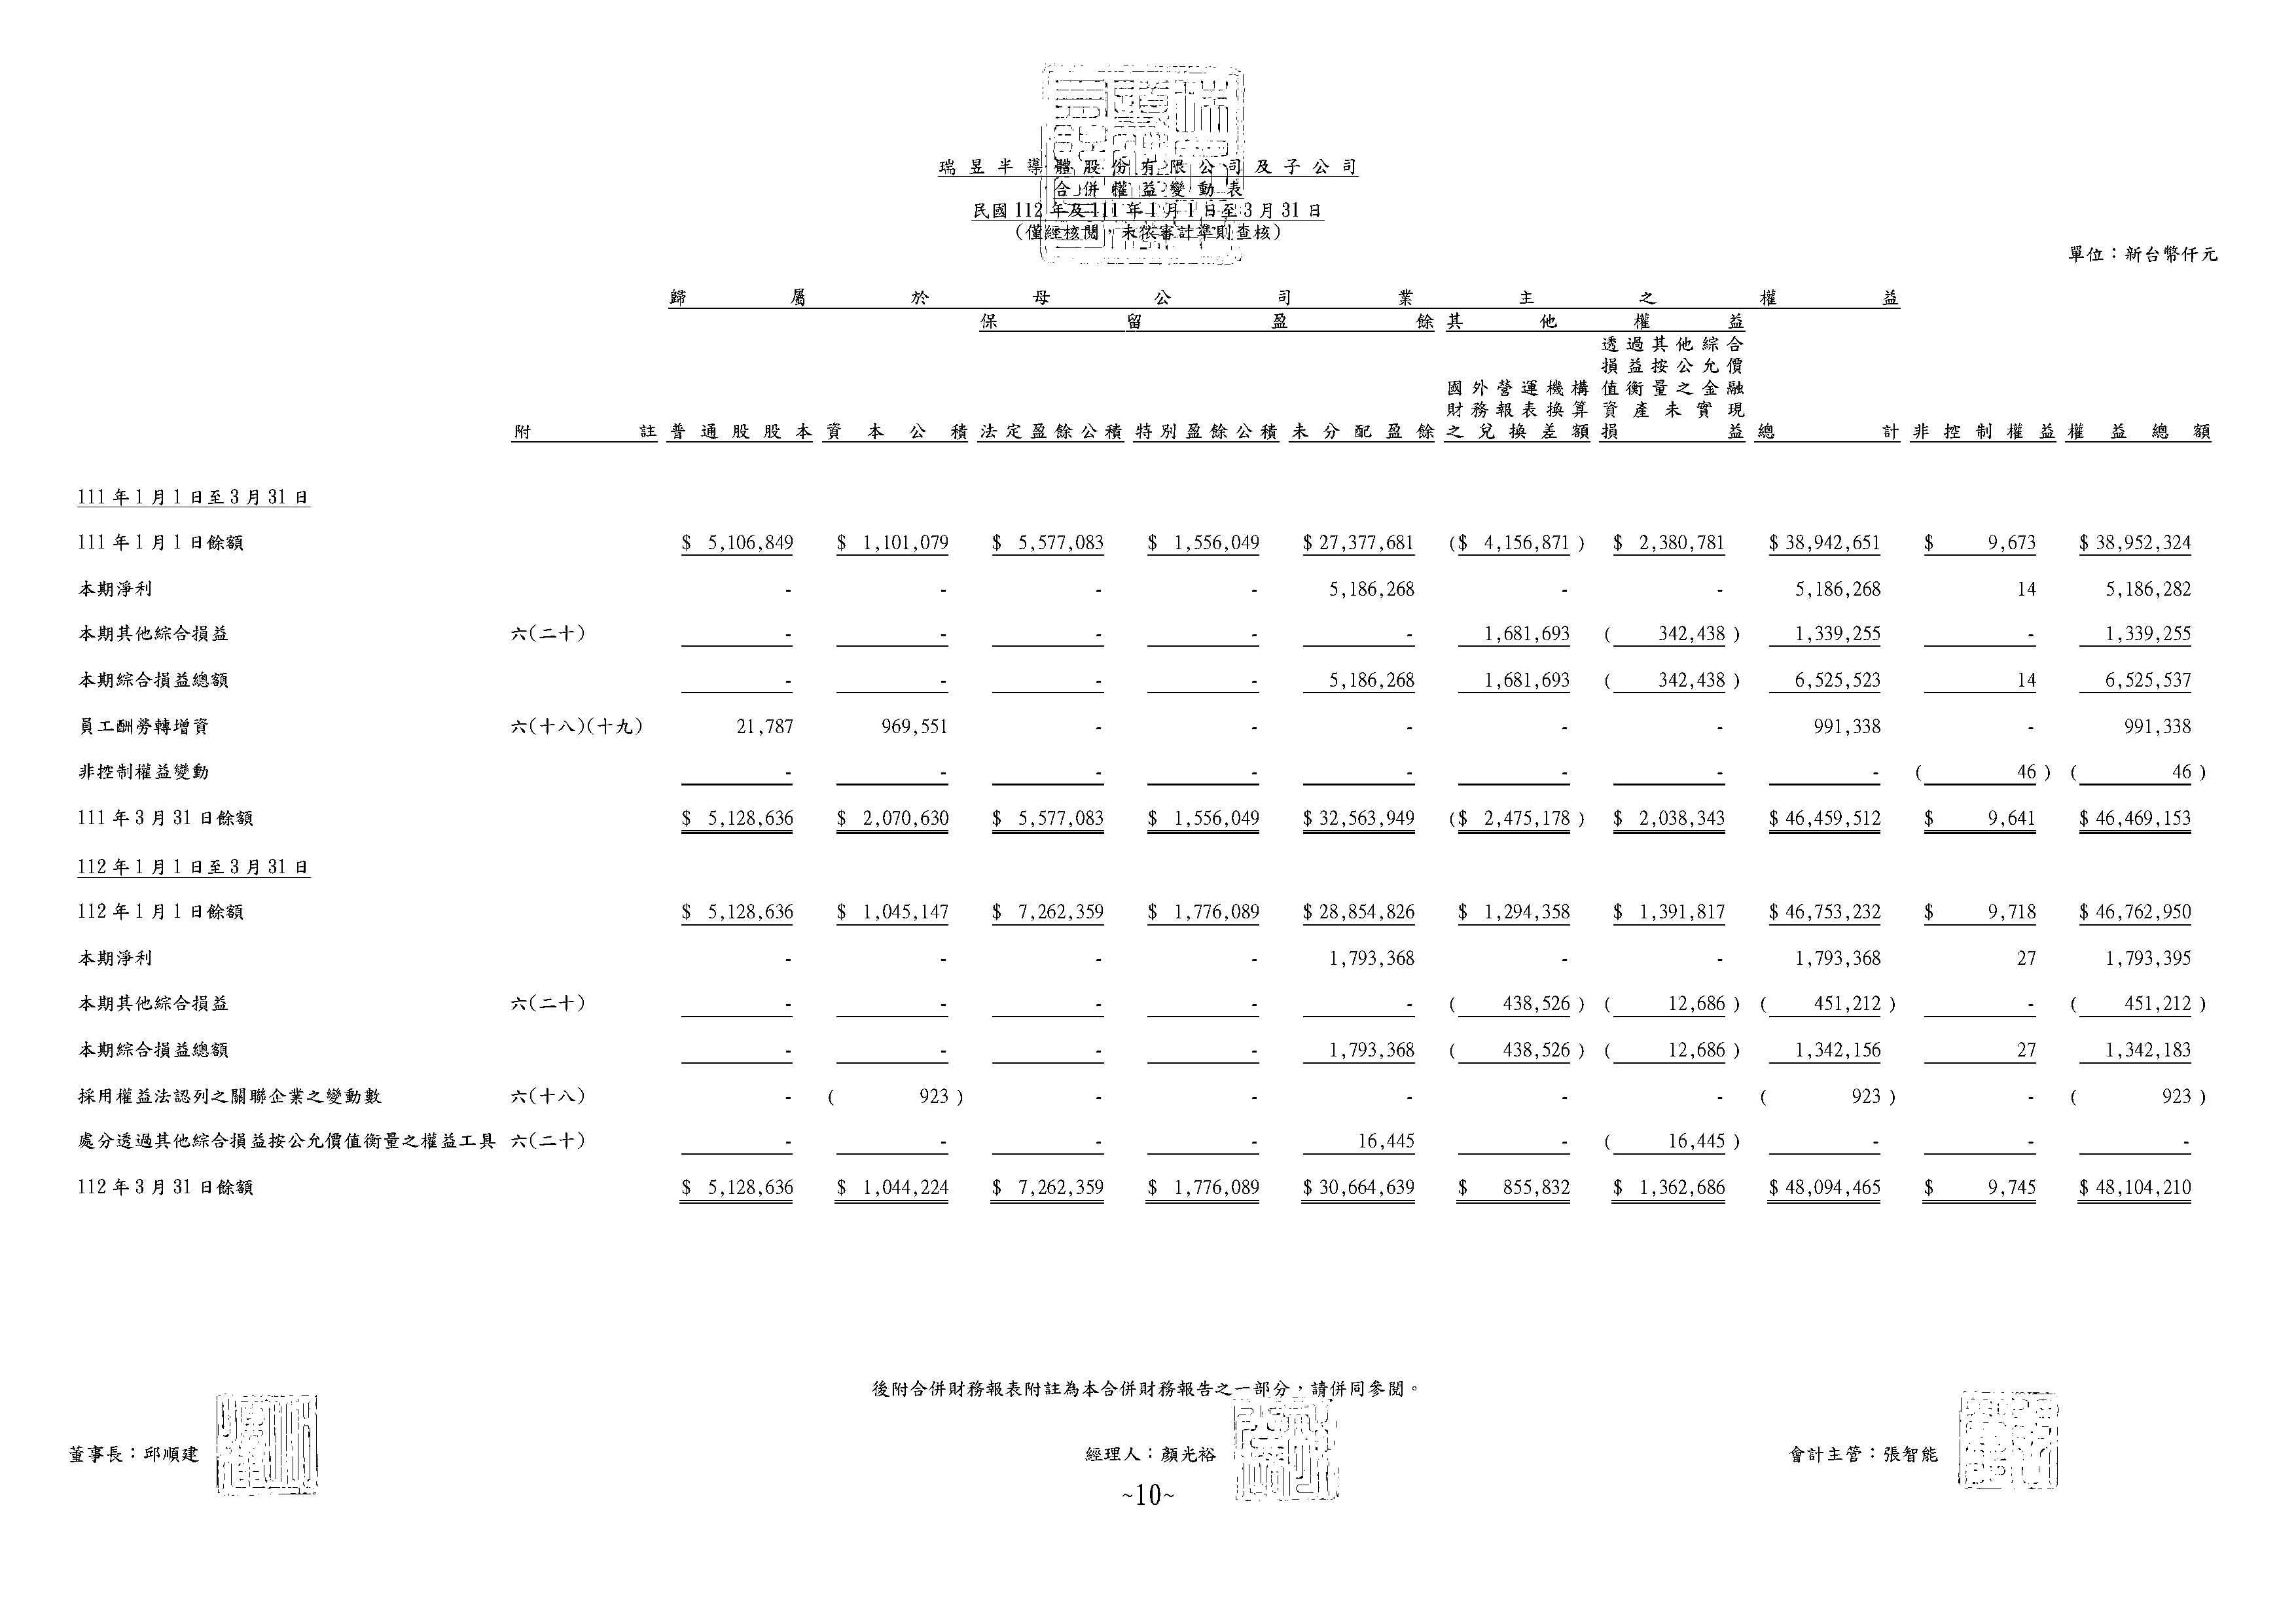 瑞昱半導體股份有限公司及子公司
合併權益變動表
民國112年及111年1月1日至3月31日
（僅經核閱，未依審計準則查核）
單位：新台幣仟元
歸屬於母公司業主之權益
保留盈餘 其他權益
透過其他綜合
損益按公允價
國外營運機構 值衡量之金融
財務報表換算 資產未實現
附註 普通股股本 資本公積 法定盈餘公積 特別盈餘公積 未分配盈餘 之兌換差額 損益 總計 非控制權益 權益總額
111年1月1日至3月31日
111年1月1日餘額 $ 5,106,849 $ 1,101,079 $ 5,577,083 $ 1,556,049 $ 27,377,681 ($ 4,156,871) $ 2,380,781 $ 38,942,651 $ 9,673 $ 38,952,324
本期淨利 - - - - 5,186,268 - - 5,186,268 14 5,186,282
本期其他綜合損益 六(二十) - - - - - 1,681,693 ( 342,438) 1,339,255 - 1,339,255
本期綜合損益總額 - - - - 5,186,268 1,681,693 ( 342,438) 6,525,523 14 6,525,537
員工酬勞轉增資 六(十八)(十九) 21,787 969,551 - - - - - 991,338 - 991,338
非控制權益變動 - - - - - - - - ( 46) ( 46)
111年3月31日餘額 $ 5,128,636 $ 2,070,630 $ 5,577,083 $ 1,556,049 $ 32,563,949 ($ 2,475,178) $ 2,038,343 $ 46,459,512 $ 9,641 $ 46,469,153
112年1月1日至3月31日
112年1月1日餘額 $ 5,128,636 $ 1,045,147 $ 7,262,359 $ 1,776,089 $ 28,854,826 $ 1,294,358 $ 1,391,817 $ 46,753,232 $ 9,718 $ 46,762,950
本期淨利 - - - - 1,793,368 - - 1,793,368 27 1,793,395
本期其他綜合損益 六(二十) - - - - - ( 438,526) ( 12,686) ( 451,212) - ( 451,212)
本期綜合損益總額 - - - - 1,793,368 ( 438,526) ( 12,686) 1,342,156 27 1,342,183
採用權益法認列之關聯企業之變動數 六(十八) - ( 923) - - - - - ( 923) - ( 923)
處分透過其他綜合損益按公允價值衡量之權益工具 六(二十) - - - - 16,445 - ( 16,445) - - -
112年3月31日餘額 $ 5,128,636 $ 1,044,224 $ 7,262,359 $ 1,776,089 $ 30,664,639 $ 855,832 $ 1,362,686 $ 48,094,465 $ 9,745 $ 48,104,210
後附合併財務報表附註為本合併財務報告之一部分，請併同參閱。
董事長：邱順建 經理人：顏光裕 會計主管：張智能
~10~